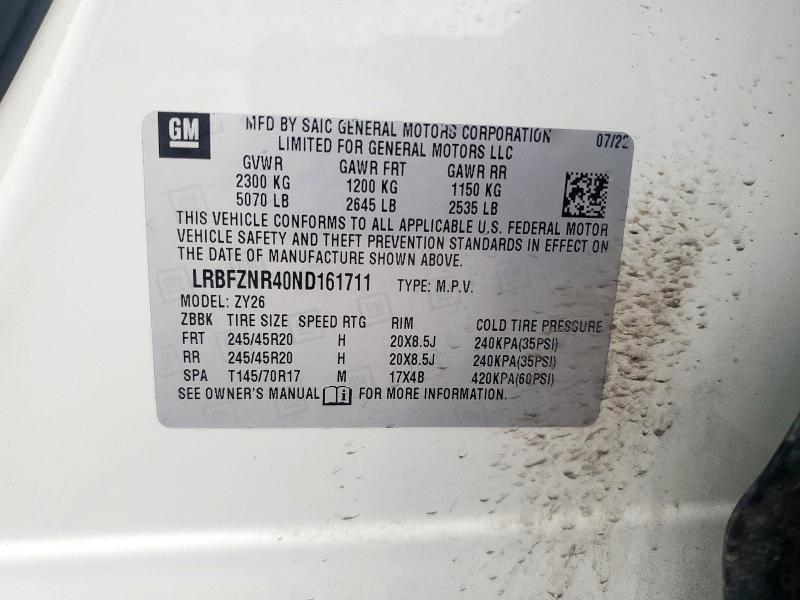 GM MFD BY SAIC GENERAL MOTORS CORPORATION 07/22
LIMITED FOR GENERAL MOTORS LLC
GVWR GAWR FRT GAWR RR
2300 KG 1200 KG 1150 KG
5070 LB 2645 LB 2535 LB
THIS VEHICLE CONFORMS TO ALL APPLICABLE U.S. FEDERAL MOTOR
VEHICLE SAFETY AND THEFT PREVENTION STANDARDS IN EFFECT ON
THE DATE OF MANUFACTURE SHOWN ABOVE.
LRBFZNR40ND161711 TYPE: M.P.V.
MODEL: ZY26
ZBBK TIRE SIZE SPEED RTG RIM COLD TIRE PRESSURE
FRT 245/45R20 H 20X8.5J 240KPA(35PSI)
RR 245/45R20 H 20X8.5J 240KPA(35PSI)
SPA T145/70R17 M 17X4B 420KPA(60PSI)
SEE OWNER'S MANUAL FOR MORE INFORMATION.